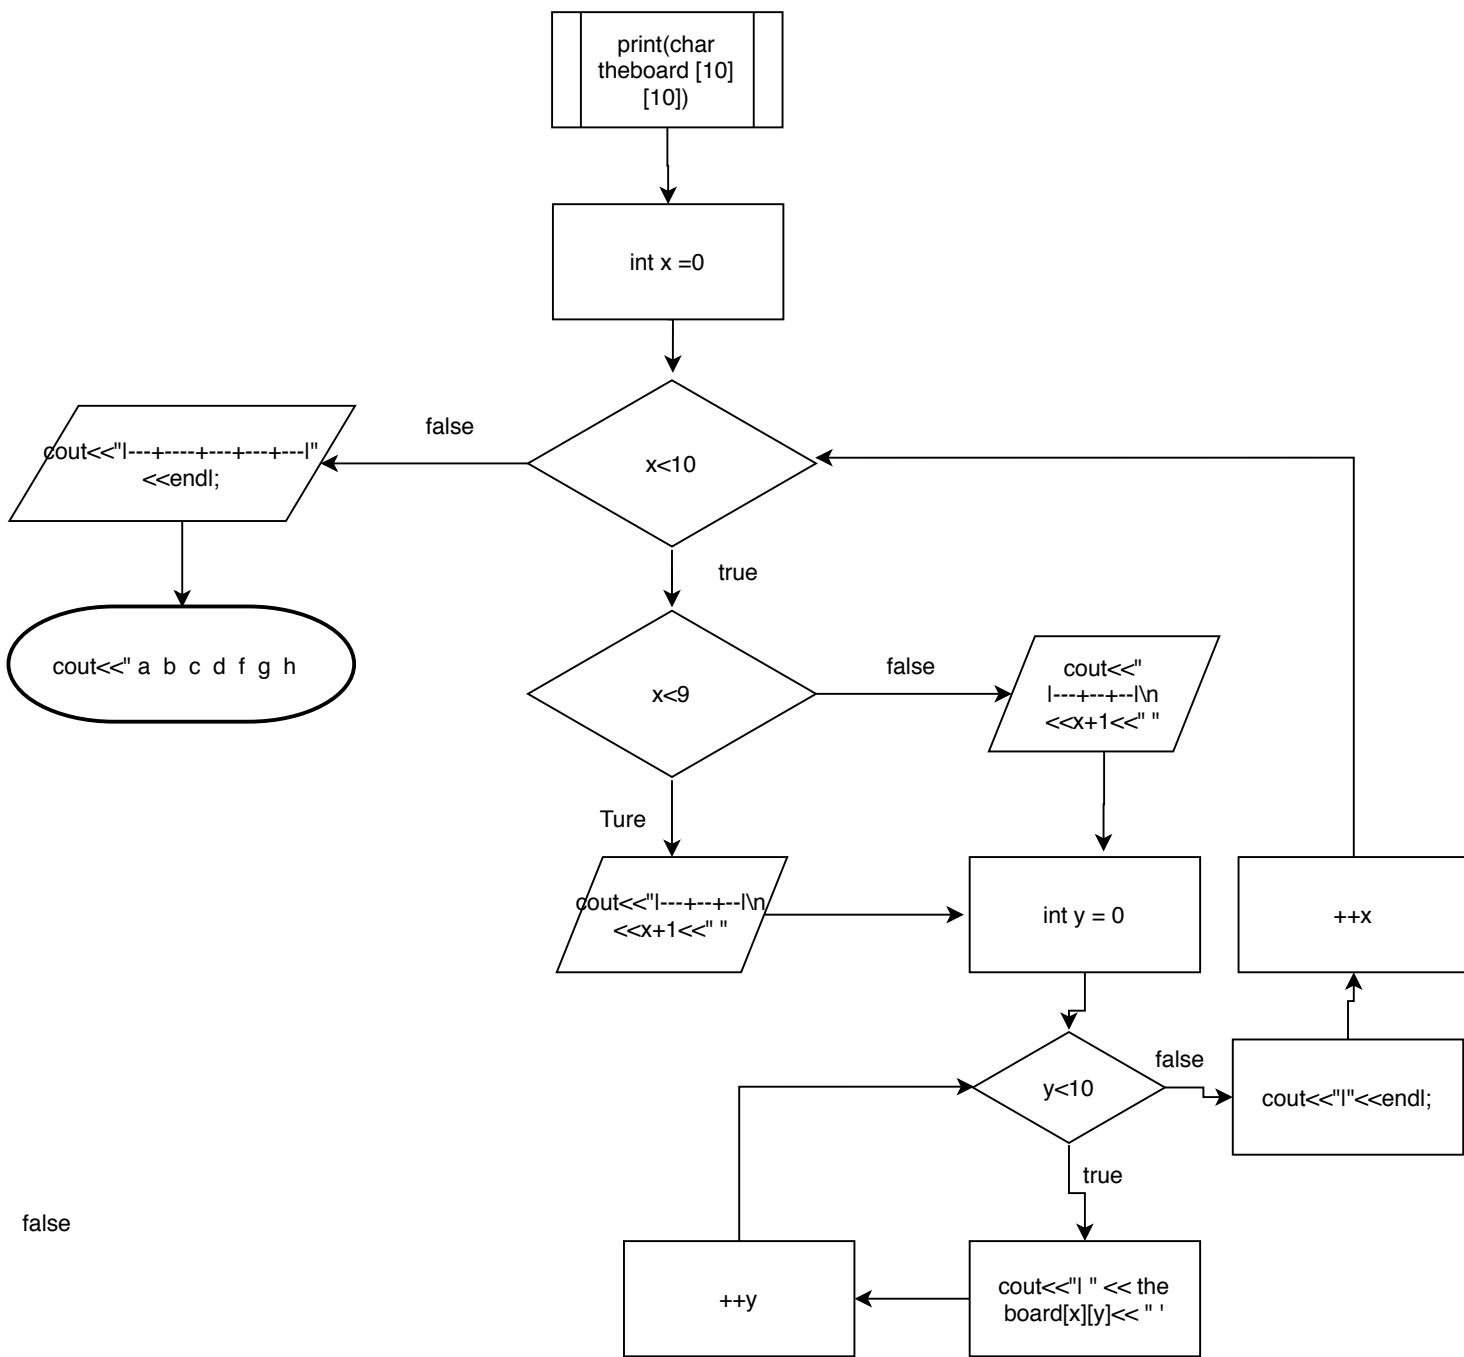 print(char
theboard [10]
[10])
int x =0
false
x<10
cout<<"|---+----+---+---+---|"
<<endl;
true
cout<<" a  b  c  d  f  g  h
x<9
false
cout<<"
|---+--+--|\n
<<x+1<<" "
Ture
cout<<"|---+--+--|\n
<<x+1<<" "
int y = 0
++x
y<10
false
cout<<"|"<<endl;
true
false
++y
cout<<"| " << the
board[x][y]<< " '